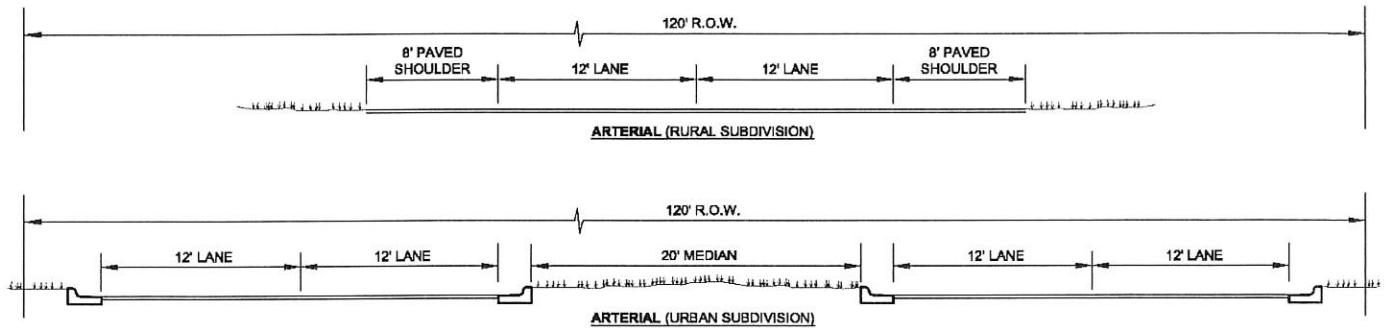 120' R.O.W.
8' PAVED
SHOULDER
12' LANE
12' LANE
8' PAVED
SHOULDER
ARTERIAL (RURAL SUBDIVISION)
120' R.O.W.
12' LANE
12' LANE
20' MEDIAN
12' LANE
12' LANE
ARTERIAL (URBAN SUBDIVISION)